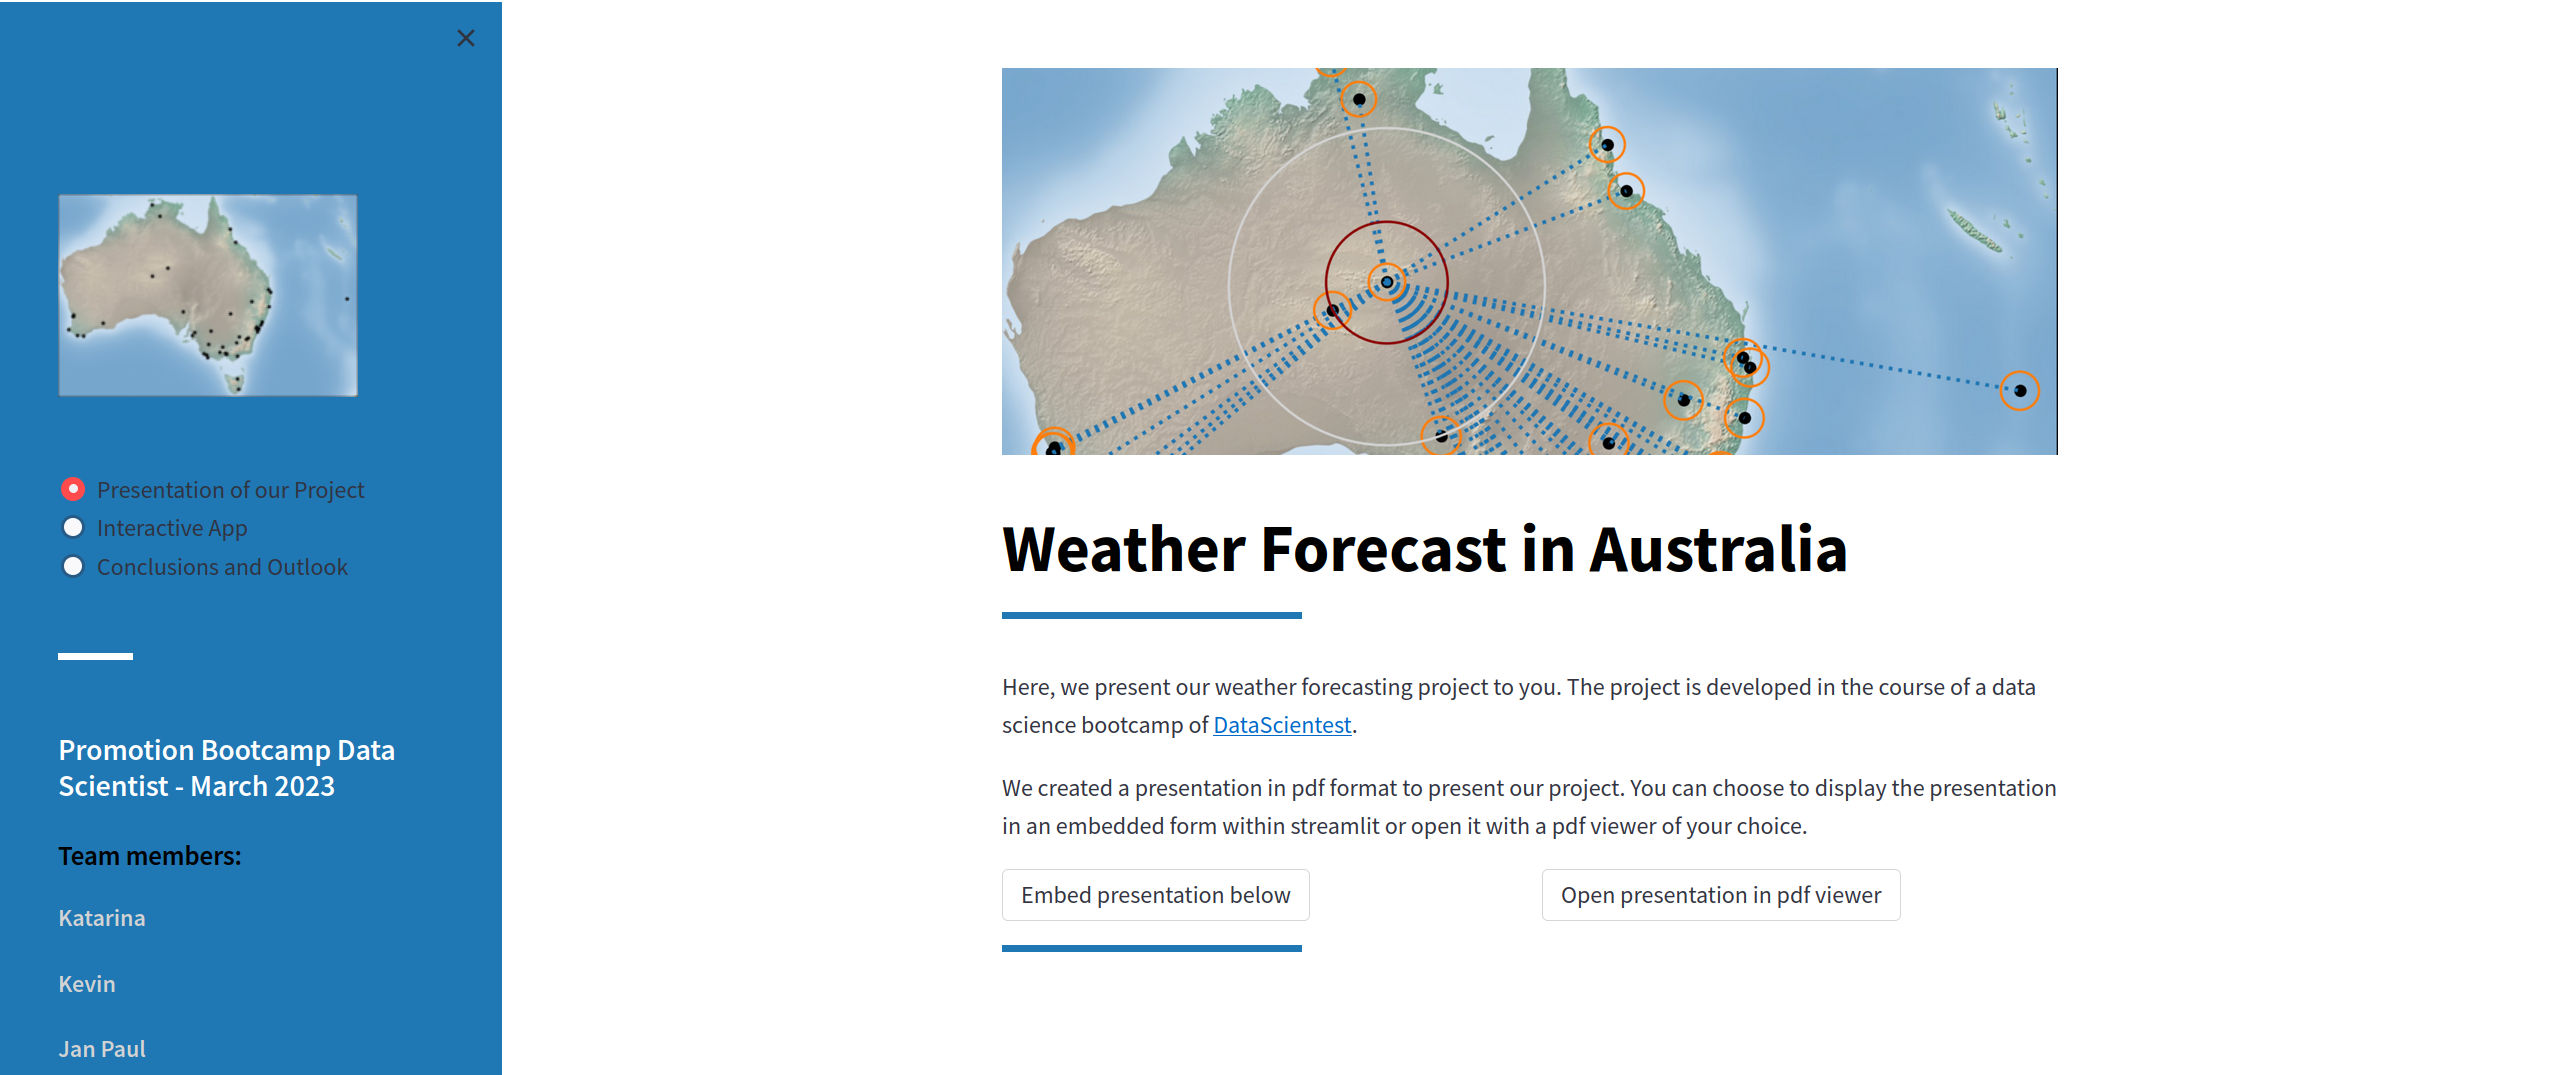 Presentation of our Project
Interactive App
Conclusions and Outlook
Promotion Bootcamp Data
Scientist - March 2023
Team members:
Katarina
Kevin
Jan Paul
Weather Forecast in Australia
Here, we present our weather forecasting project to you. The project is developed in the course of a data
science bootcamp of DataScientest.
We created a presentation in pdf format to present our project. You can choose to display the presentation
in an embedded form within streamlit or open it with a pdf viewer of your choice.
Embed presentation below
Open presentation in pdf viewer